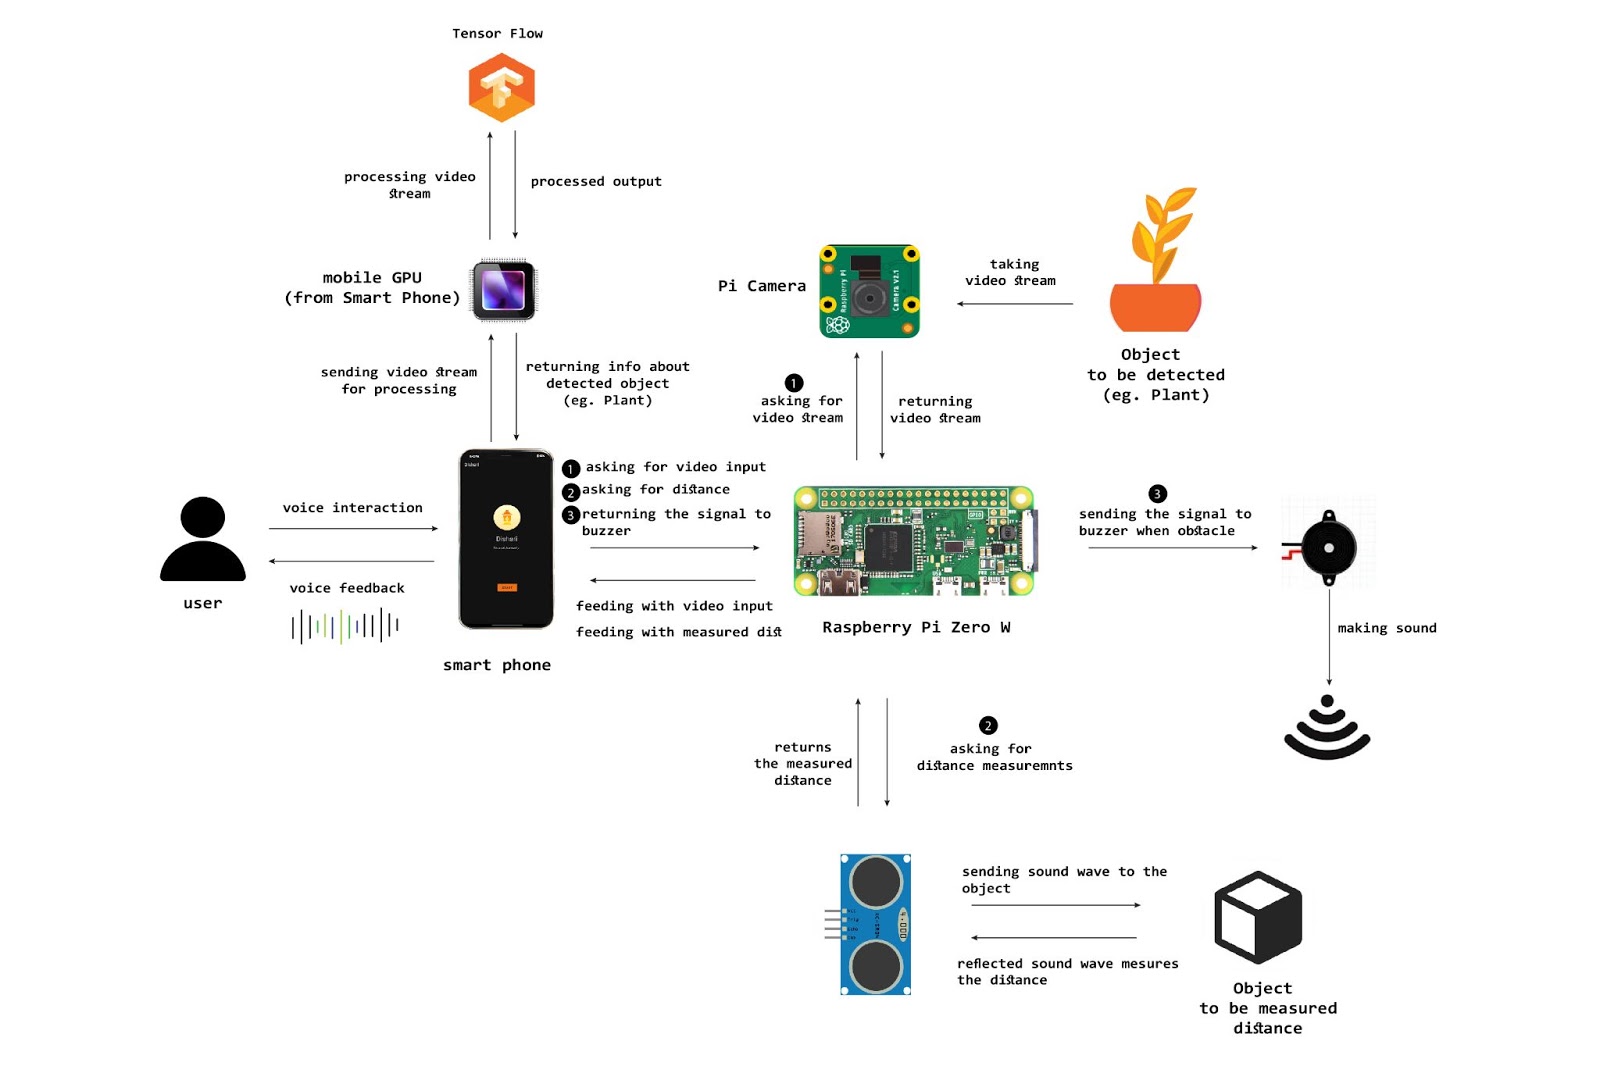 Tensor Flow
processing video
stream
processed output
mobile GPU
(from Smart Phone)
Pi Camera
Raspberry Pi
Camera V2.1
taking
video stream
Object
to be detected
(eg. Plant)
sending video stream
for processing
returning info about
detected object
(eg. Plant)
1
asking for
video stream
returning
video stream
1 asking for video input
2 asking for distance
3 returning the signal to
buzzer
voice interaction
voice feedback
user
smart phone
feeding with video input
feeding with measured dist
Raspberry Pi Zero W
3
sending the signal to
buzzer when obstacle
making sound
returns
the measured
distance
2
asking for
distance measuremnts
sending sound wave to the
object
reflected sound wave mesures
the distance
Object
to be measured
distance